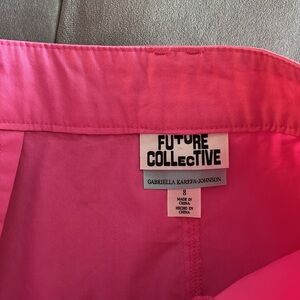 FUTURE
COLLECTIVE
GABRIELLA KAREFA-JOHNSON
8
MADE IN
CHINA
HECHO EN
CHINA